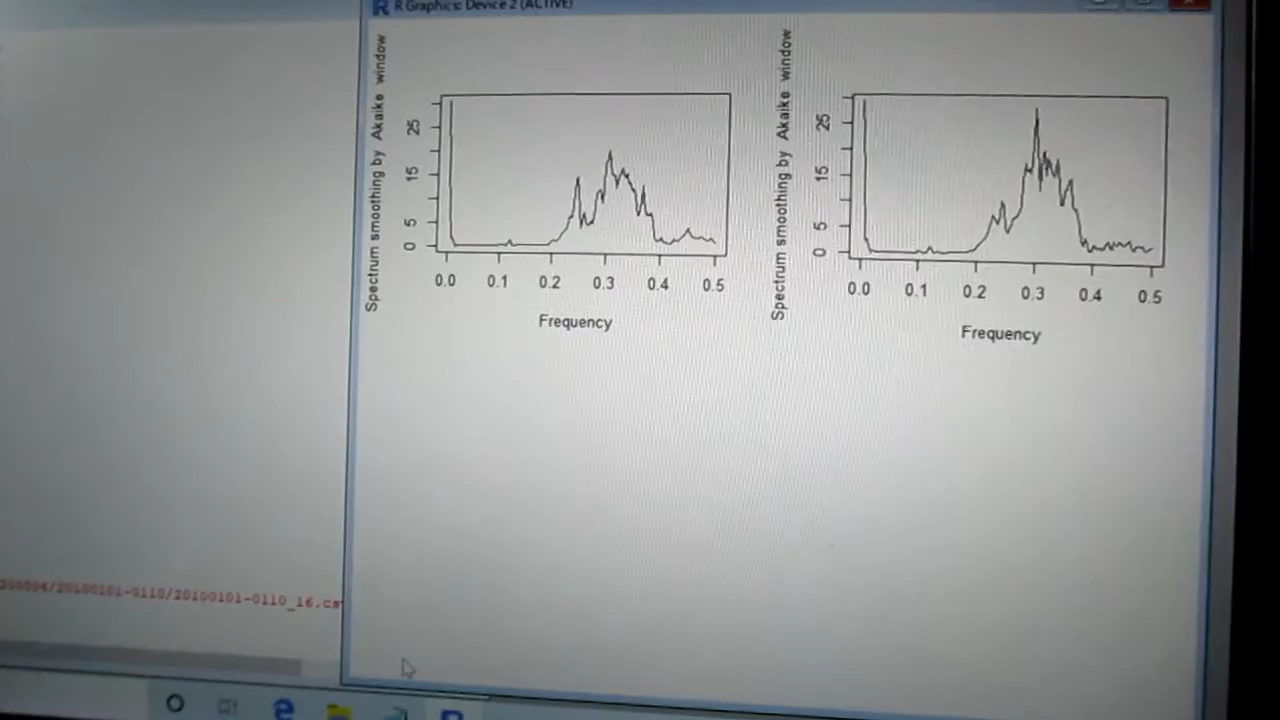 R Graphics: Device 2 (ACTIVE)
Spectrum smoothing by Akaike window
25
15
5
0
0.0 0.1 0.2 0.3 0.4 0.5
Frequency
Spectrum smoothing by Akaike window
25
15
5
0
0.0 0.1 0.2 0.3 0.4 0.5
Frequency
/20100101-0110/20100101-0110_16.cs